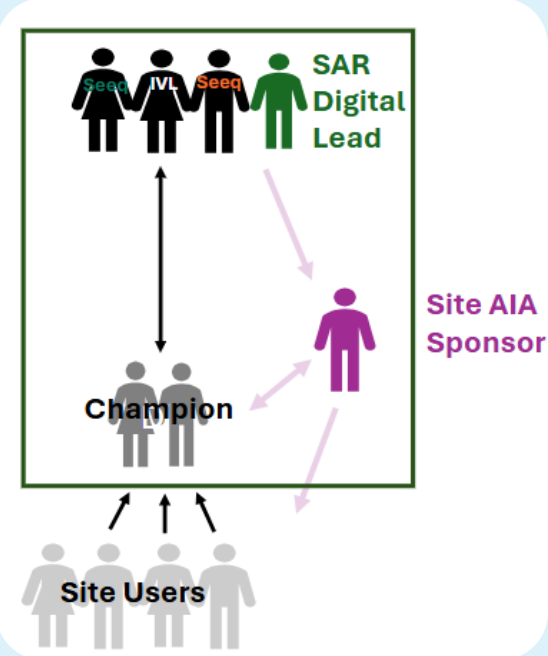 Seeq IVL Seeq
SAR
Digital
Lead
Site AIA
Sponsor
Champion
Site Users